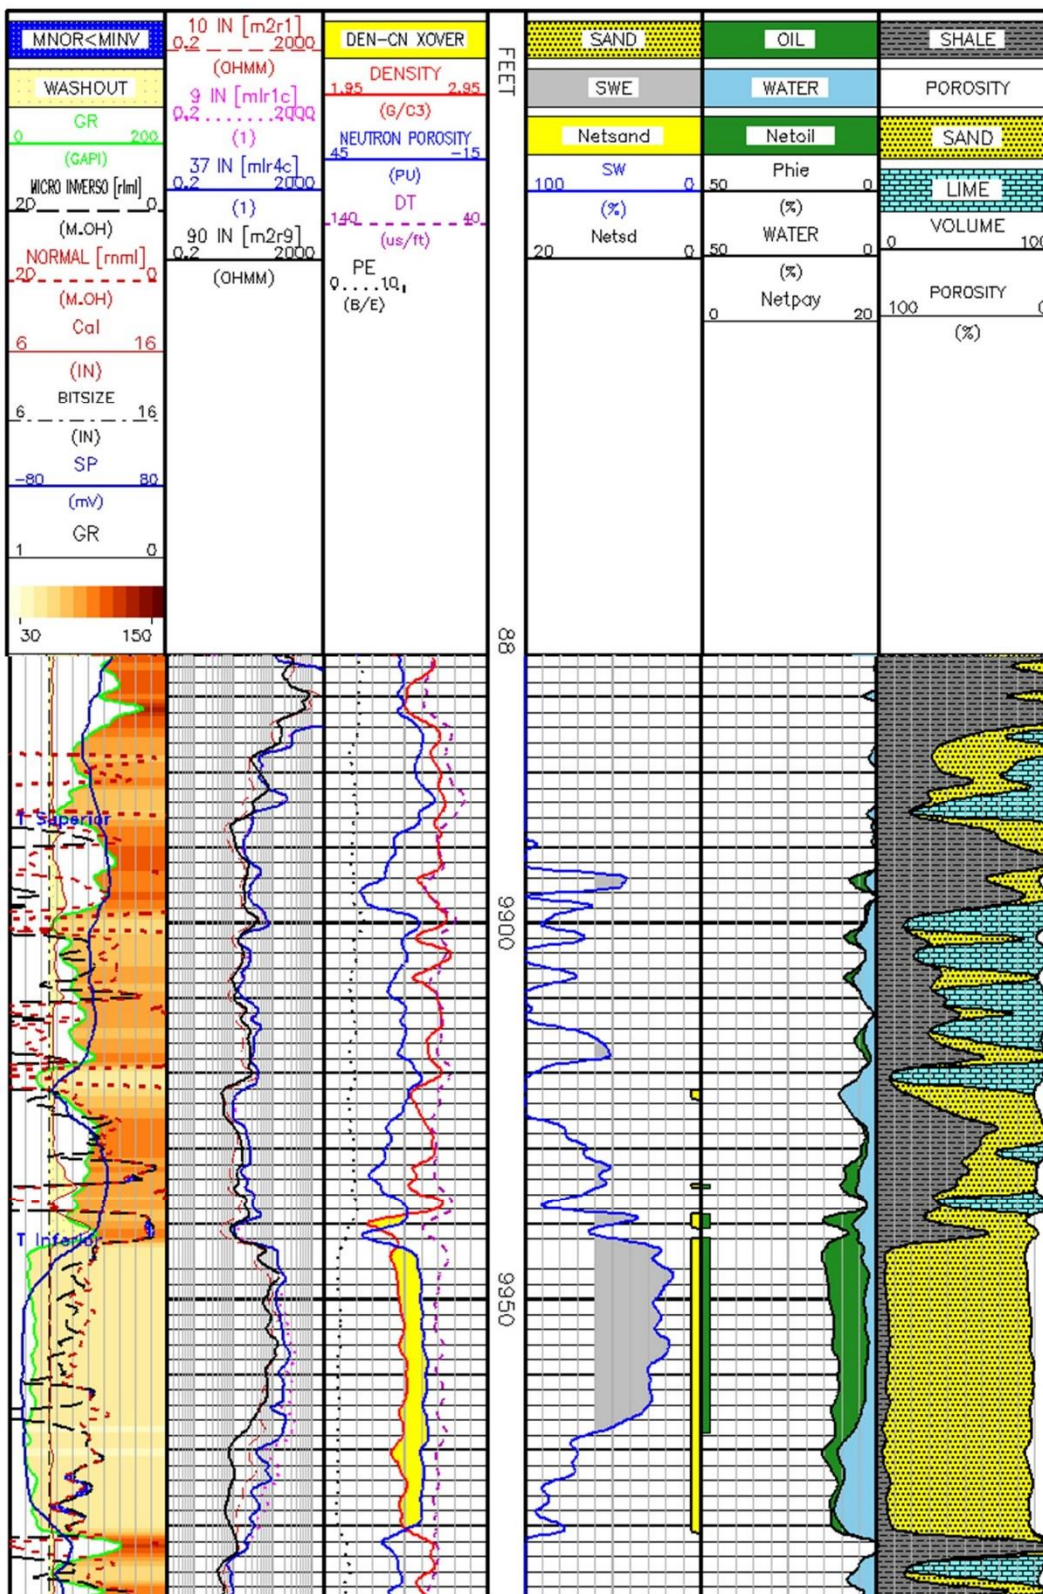 MNOR<MINV
WASHOUT
GR
0 200
(GAPI)
MICRO INVERSO [rlml]
20 0
(M.OH)
NORMAL [rnml]
20 0
(M.OH)
Cal
6 16
(IN)
BITSIZE
6 16
(IN)
SP
-80 80
(mV)
GR
1 0
30 150
10 IN [m2r1]
0.2 2000
(OHMM)
9 IN [mlr1c]
0.2 2000
(1)
37 IN [mlr4c]
0.2 2000
(1)
90 IN [m2r9]
0.2 2000
(OHMM)
DEN-CN XOVER
DENSITY
1.95 2.95
(G/C3)
NEUTRON POROSITY
45 -15
(PU)
DT
140 40
(us/ft)
PE
0 10
(B/E)
FEET
88
SAND
SWE
Netsand
SW
100 0
(%)
Netsd
20 0
OIL
WATER
Netoil
Phie
50 0
(%)
WATER
50 0
(%)
Netpay
0 20
SHALE
POROSITY
SAND
LIME
VOLUME
0 100
POROSITY
100 0
(%)
T Superior
9900
T Inferior
9950